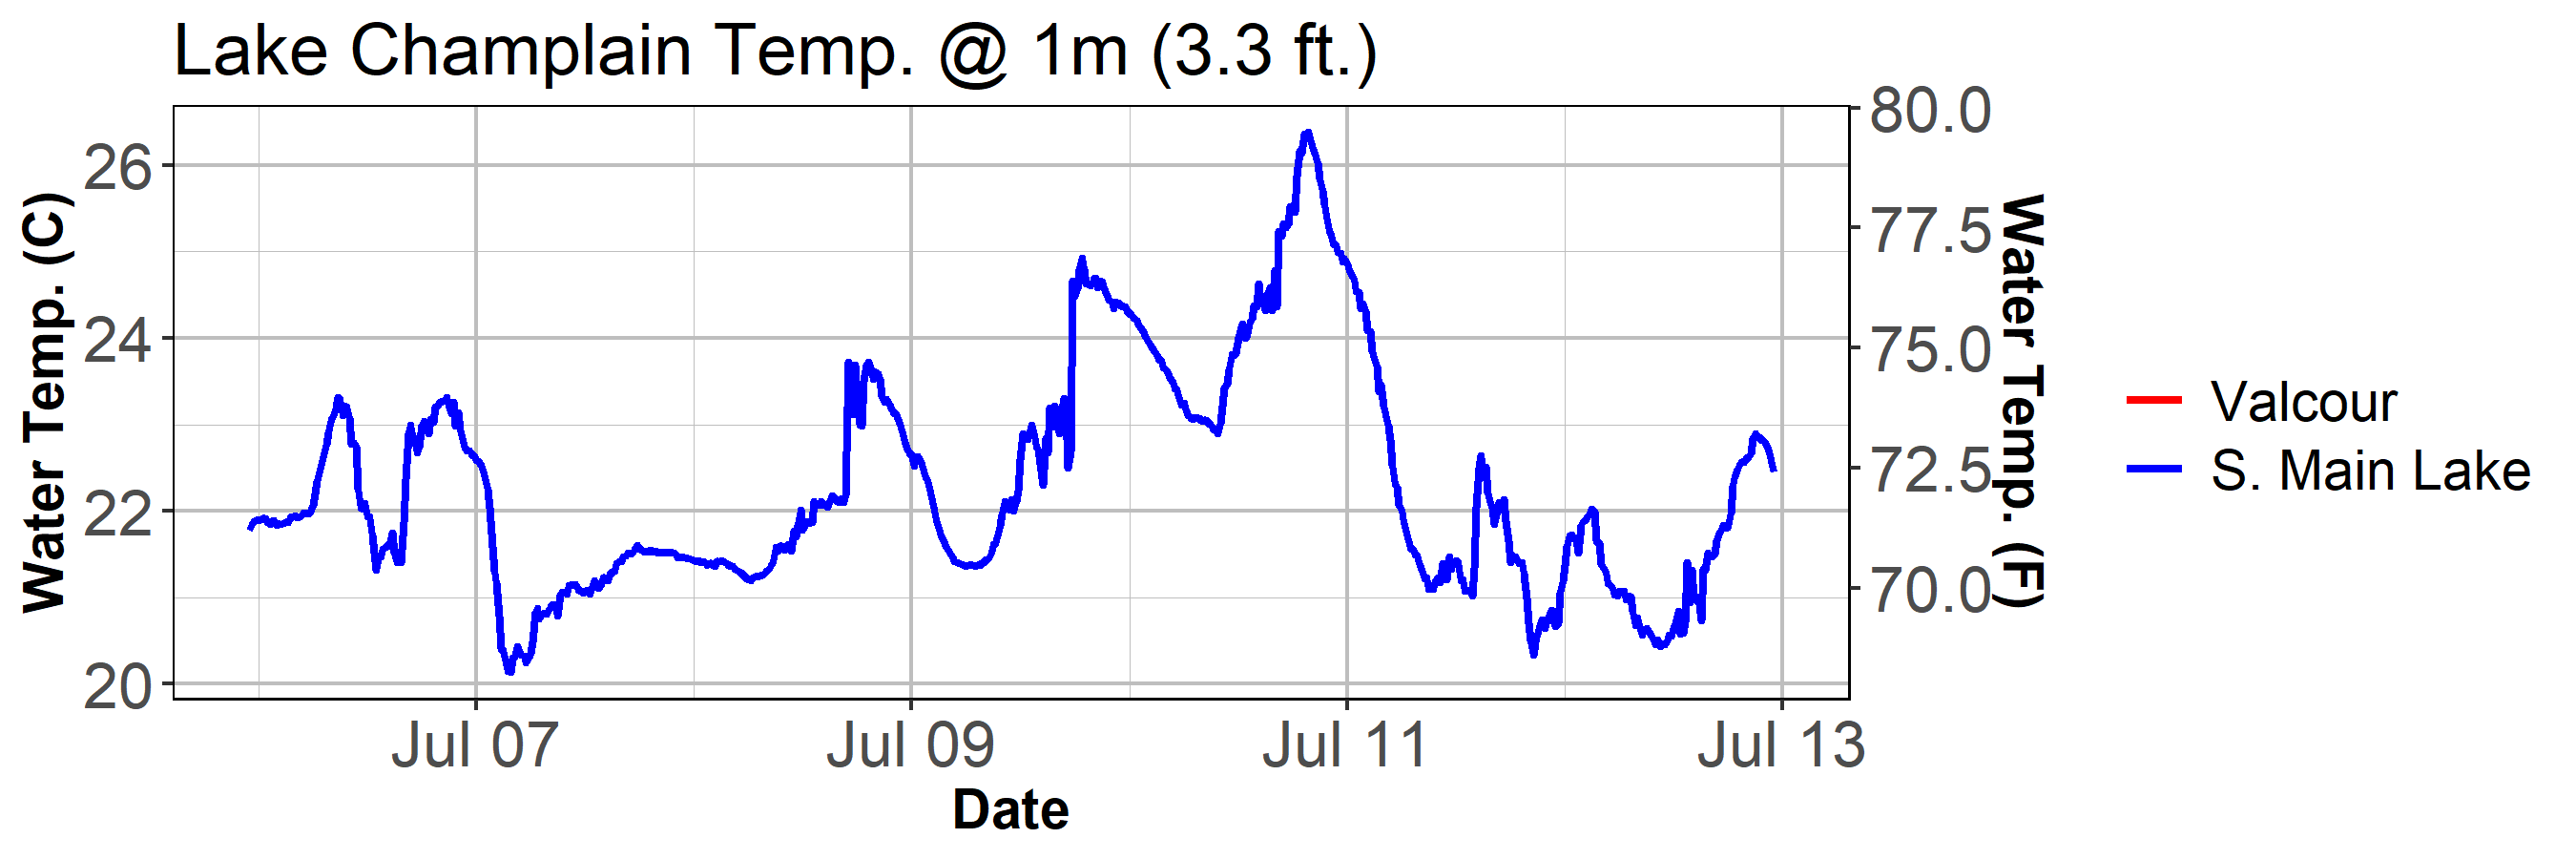 Lake Champlain Temp. @ 1m (3.3 ft.)
Water Temp. (C)
26
24
22
20
80.0
77.5
75.0
72.5
70.0
Water Temp. (F)
Jul 07
Jul 09
Jul 11
Jul 13
Date
Valcour
S. Main Lake